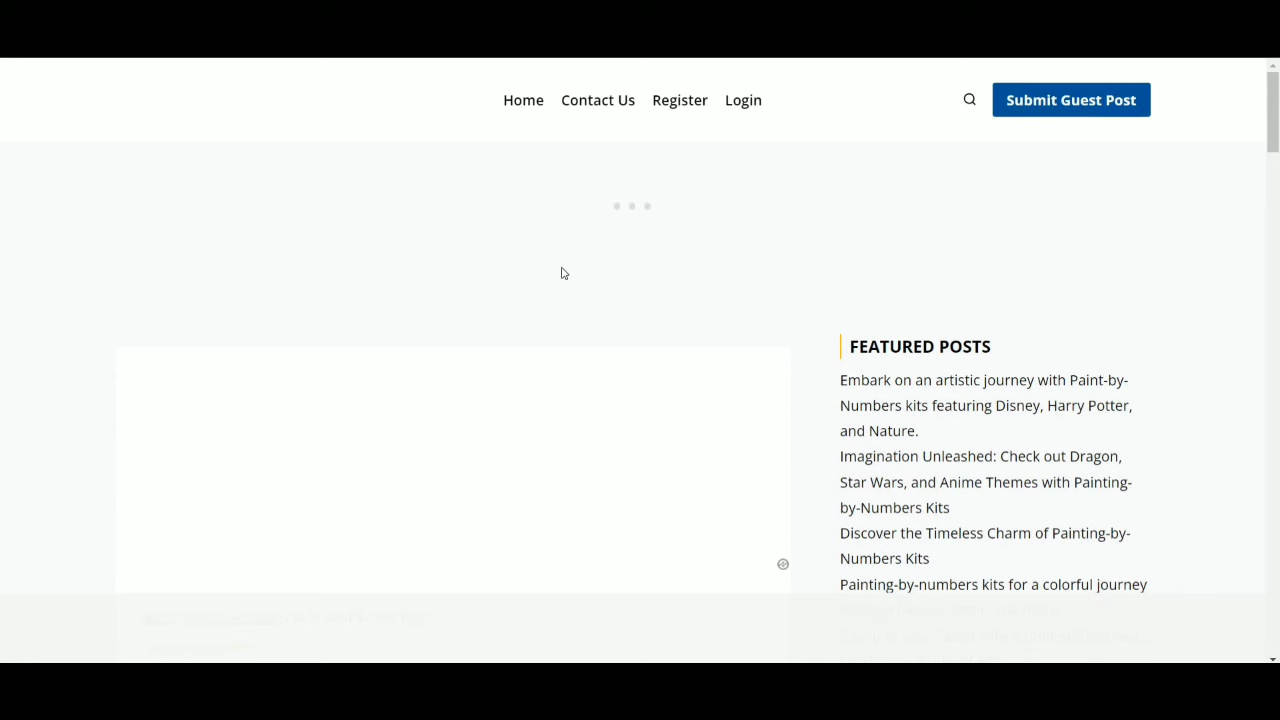 Home Contact Us Register Login Submit Guest Post
FEATURED POSTS
Embark on an artistic journey with Paint-by-
Numbers kits featuring Disney, Harry Potter,
and Nature.
Imagination Unleashed: Check out Dragon,
Star Wars, and Anime Themes with Painting-
by-Numbers Kits
Discover the Timeless Charm of Painting-by-
Numbers Kits
Painting-by-numbers kits for a colorful journey